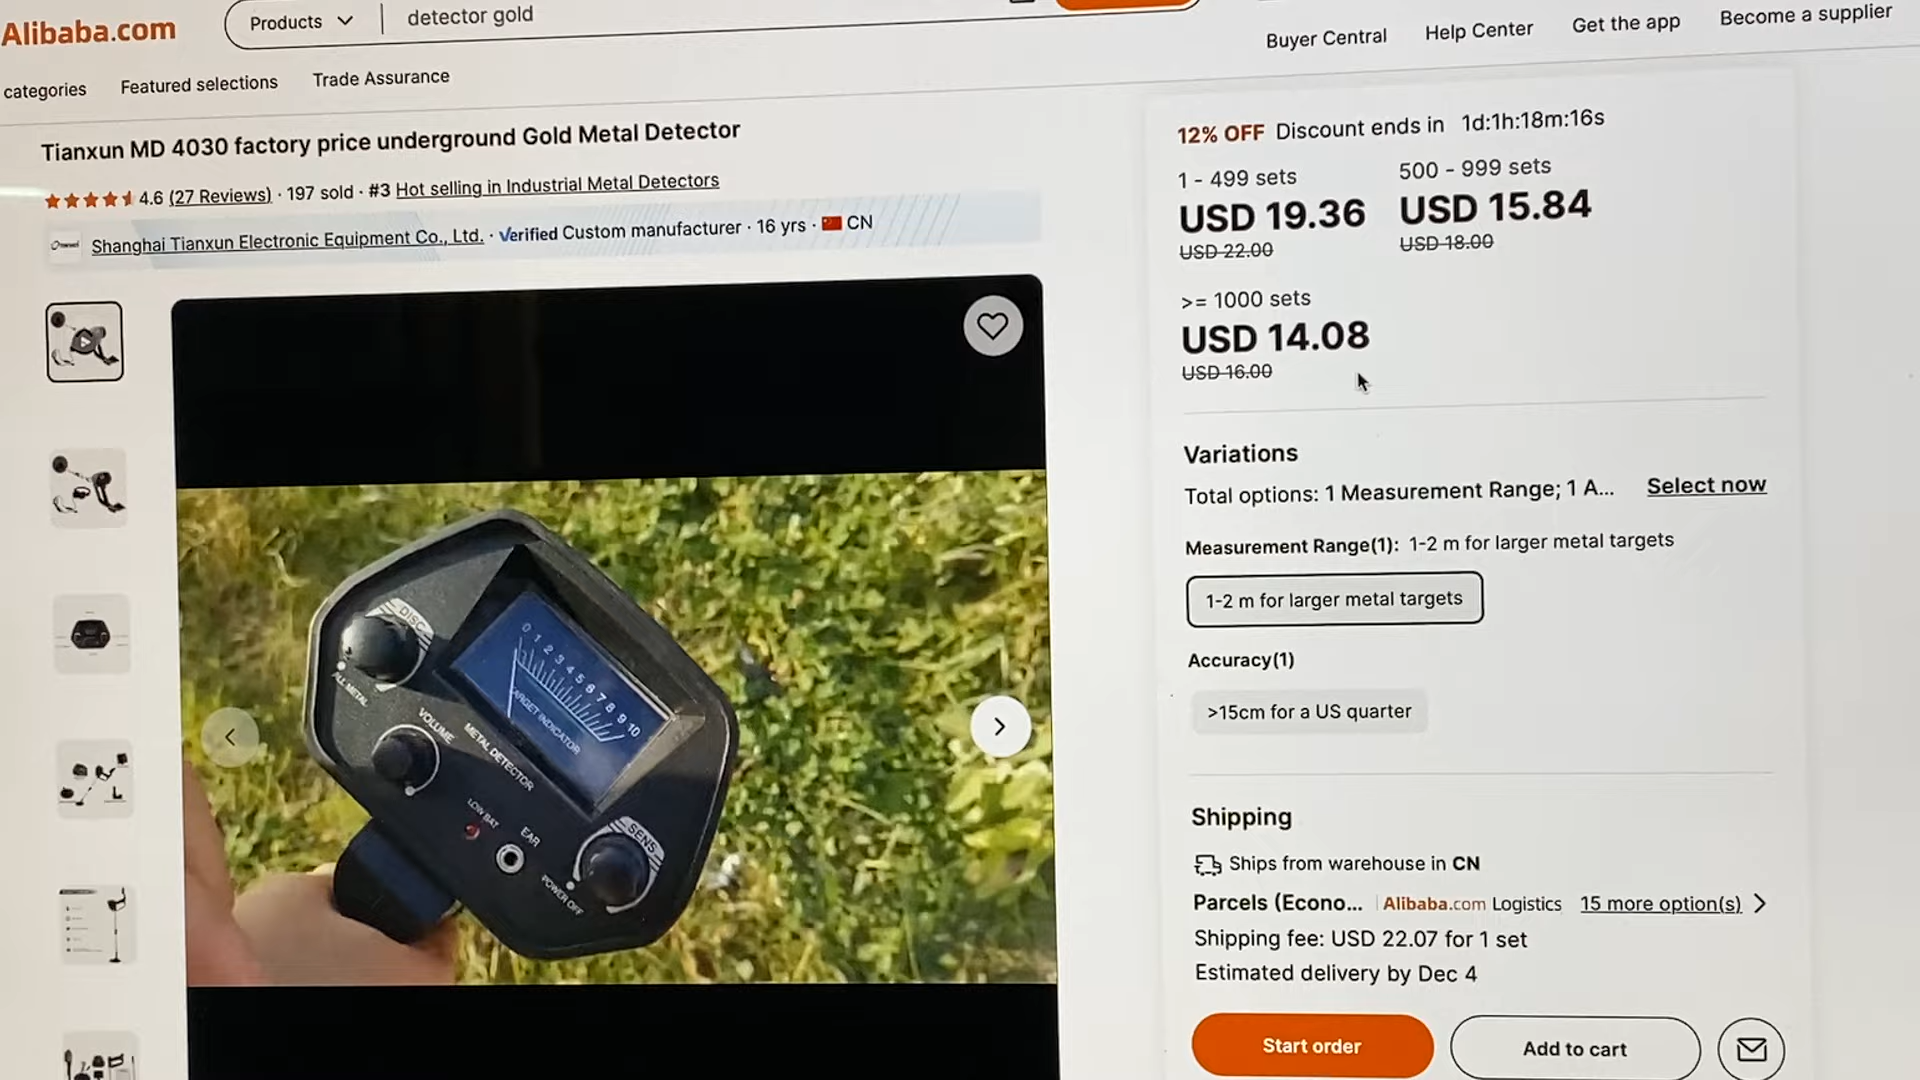 Alibaba.com
Products
detector gold
Buyer Central
Help Center
Get the app
Become a supplier
categories
Featured selections
Trade Assurance
Tianxun MD 4030 factory price underground Gold Metal Detector
4.6 (27 Reviews) · 197 sold · #3 Hot selling in Industrial Metal Detectors
Shanghai Tianxun Electronic Equipment Co., Ltd. · Verified Custom manufacturer · 16 yrs · CN
12% OFF Discount ends in 1d:1h:18m:16s
1 - 499 sets
500 - 999 sets
USD 19.36
USD 15.84
USD 22.00
USD 18.00
>= 1000 sets
USD 14.08
USD 16.00
Variations
Total options: 1 Measurement Range; 1 A...
Select now
Measurement Range(1): 1-2 m for larger metal targets
1-2 m for larger metal targets
Accuracy(1)
>15cm for a US quarter
Shipping
Ships from warehouse in CN
Parcels (Econo... Alibaba.com Logistics 15 more option(s)
Shipping fee: USD 22.07 for 1 set
Estimated delivery by Dec 4
Start order
Add to cart
DISC
ALL METAL
0 1 2 3 4 5 6 7 8 9 10
TARGET INDICATOR
VOLUME
METAL DETECTOR
LOW BAT
EAR
SENS
POWER OFF